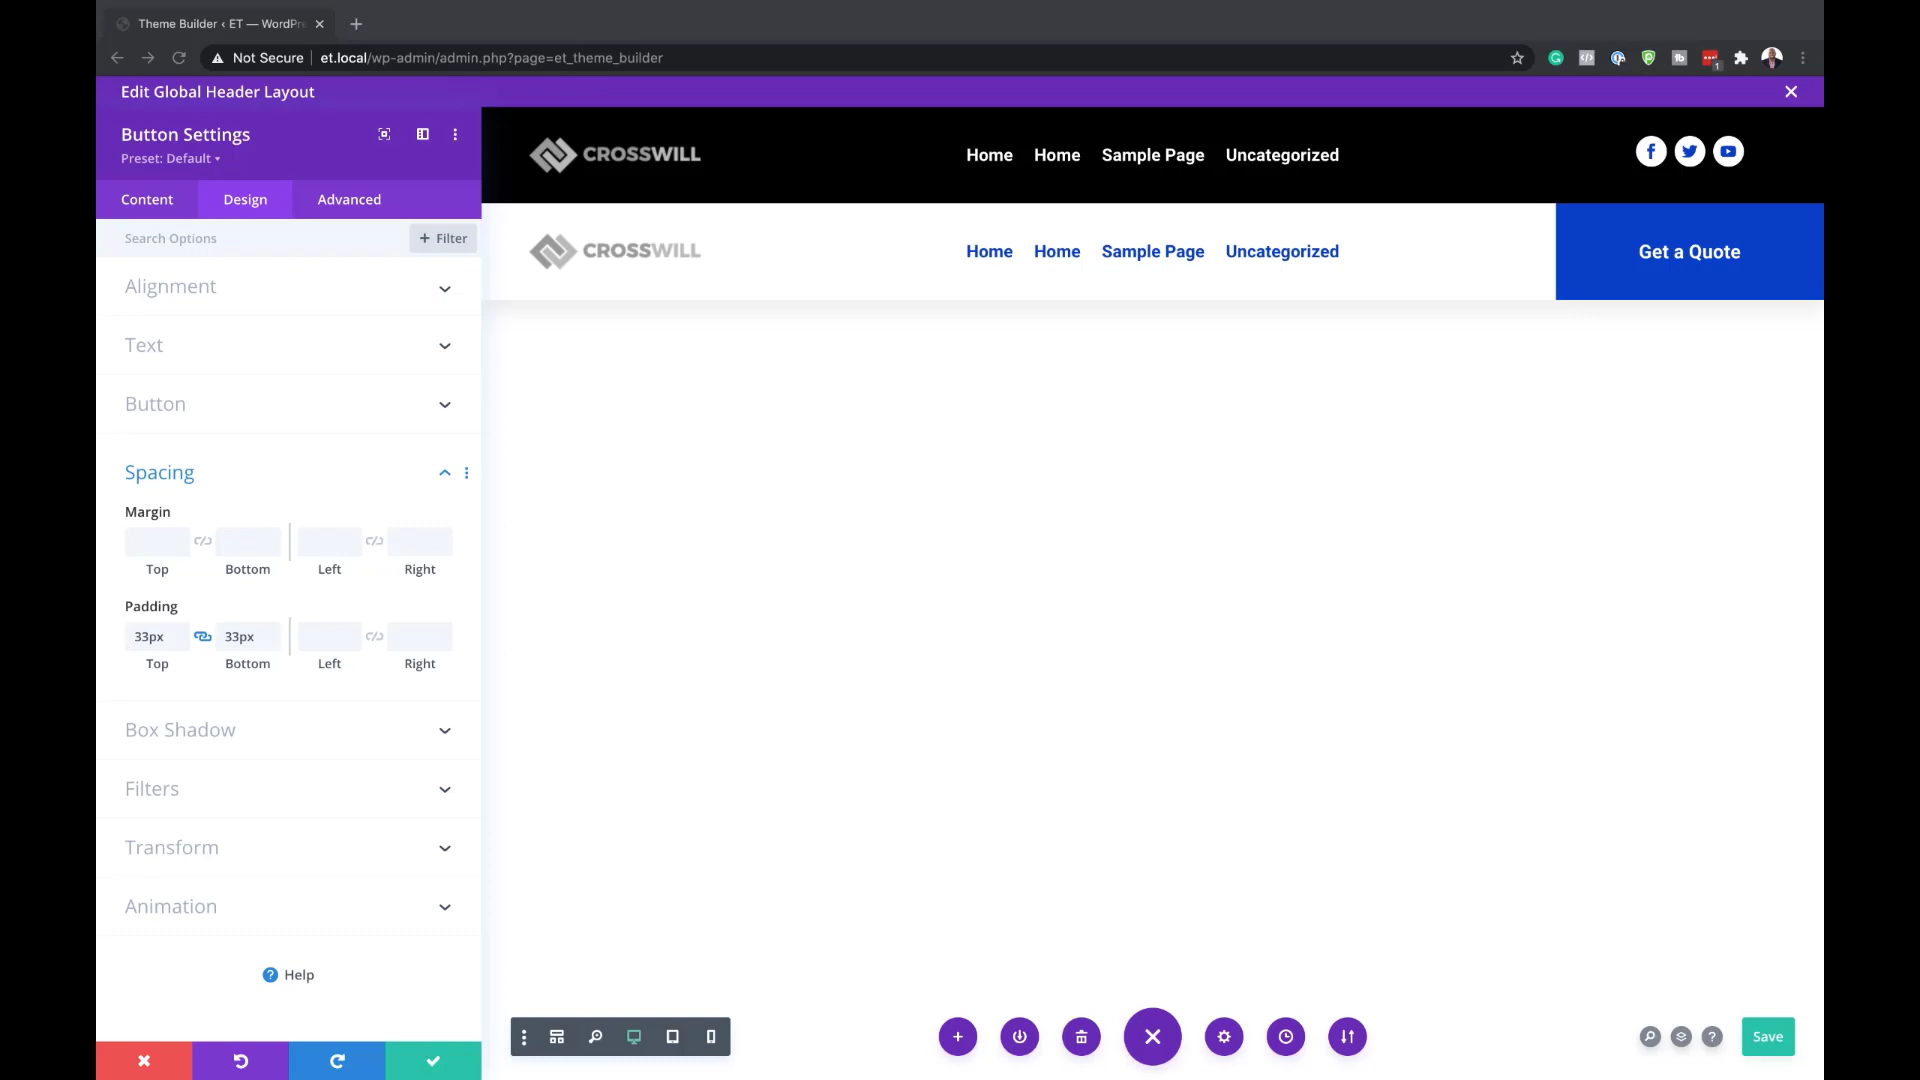 Theme Builder ‹ ET — WordPr
Not Secure | et.local/wp-admin/admin.php?page=et_theme_builder
1
Edit Global Header Layout
Button Settings
Preset: Default
Content Design Advanced
Search Options
+ Filter
Alignment
Text
Button
Spacing
Margin
Top Bottom Left Right
Padding
33px 33px
Top Bottom Left Right
Box Shadow
Filters
Transform
Animation
? Help
CROSSWILL
Home Home Sample Page Uncategorized
CROSSWILL
Home Home Sample Page Uncategorized
Get a Quote
?
Save